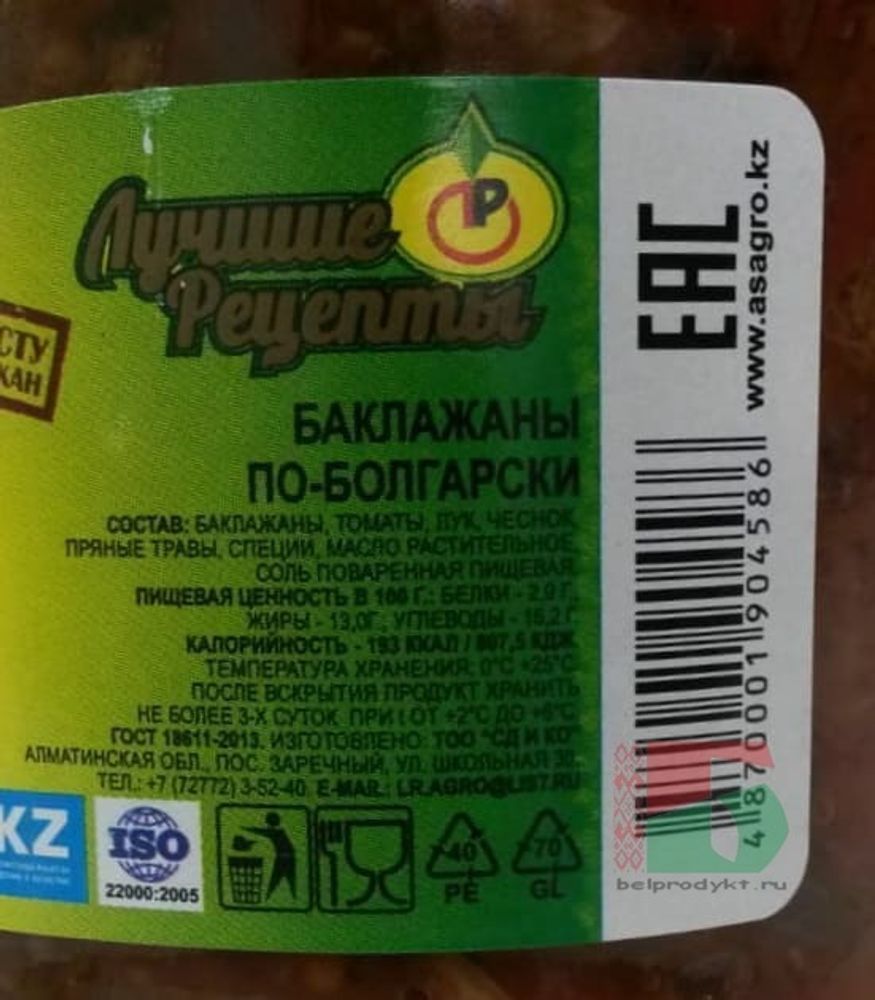 Лучшие
Рецепты
IP
СТУ
КАН
БАКЛАЖАНЫ
ПО-БОЛГАРСКИ
СОСТАВ: БАКЛАЖАНЫ, ТОМАТЫ, ЛУК, ЧЕСНОК,
ПРЯНЫЕ ТРАВЫ, СПЕЦИИ, МАСЛО РАСТИТЕЛЬНОЕ,
СОЛЬ ПОВАРЕННАЯ ПИЩЕВАЯ.
ПИЩЕВАЯ ЦЕННОСТЬ В 100 Г.: БЕЛКИ - 2,0 Г.,
ЖИРЫ - 13,0Г., УГЛЕВОДЫ - 15,2 Г.
КАЛОРИЙНОСТЬ - 193 ККАЛ / 807,5 КДЖ
ТЕМПЕРАТУРА ХРАНЕНИЯ: 0°C +25°C
ПОСЛЕ ВСКРЫТИЯ ПРОДУКТ ХРАНИТЬ
НЕ БОЛЕЕ 3-Х СУТОК ПРИ t ОТ +2°C ДО +6°C
ГОСТ 18611-2013. ИЗГОТОВЛЕНО: ТОО "СД И КО"
АЛМАТИНСКАЯ ОБЛ., ПОС. ЗАРЕЧНЫЙ, УЛ. ШКОЛЬНАЯ
ТЕЛ.: +7 (72772) 3-52-40. E-MAIL: LR.AGRO@LIST.RU
KZ
ISO
22000:2005
40
PE
70
GL
EAC
www.asagro.kz
4870001904586
belprodykt.ru